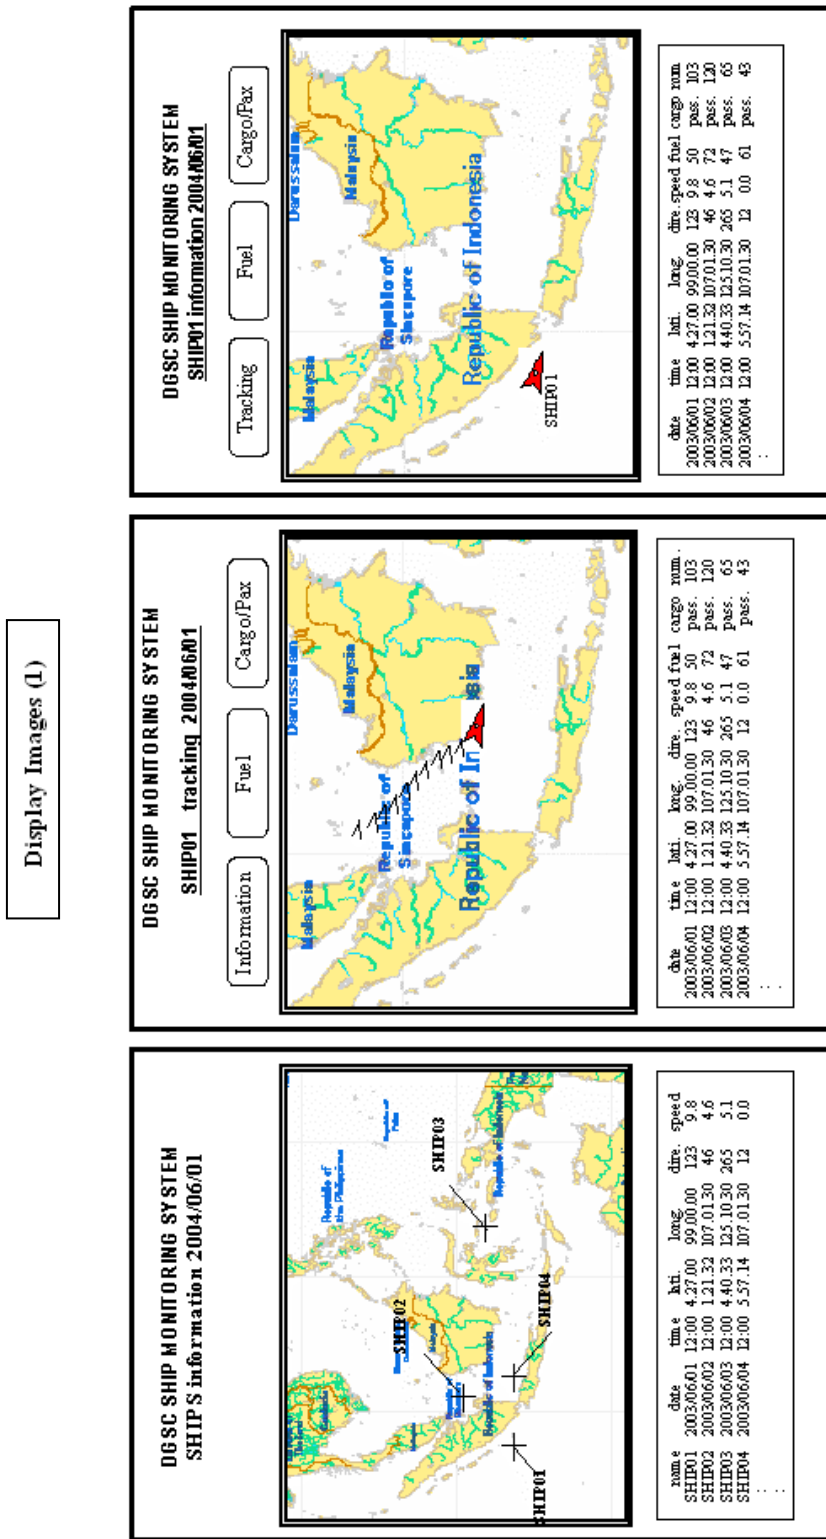 Display Images (1)
DGSC SHIP MONITORING SYSTEM
SHIPS information 2004/06/01
Republic of
the Philippines
Republic of
Palau
Cambodia
Malaysia
Malaysia
Republic of Indonesia
Republic of Indonesia
SHIP01
SHIP02
SHIP03
SHIP04
name date time lati. long. dire. speed
SHIP01 2003/06/01 12:00 4.27.00 99.00.00 123 9.8
SHIP02 2003/06/02 12:00 1.21.32 107.01.30 46 4.6
SHIP03 2003/06/03 12:00 4.40.33 125.10.30 265 5.1
SHIP04 2003/06/04 12:00 5.57.14 107.01.30 12 0.0
: :
DGSC SHIP MONITORING SYSTEM
SHIP01 tracking 2004/06/01
Information Fuel Cargo/Pax
Darussalam
Malaysia
Malaysia
Republic of
Singapore
Republic of In sia
date time lati. long. dire. speed fuel cargo num.
2003/06/01 12:00 4.27.00 99.00.00 123 9.8 50 pass. 103
2003/06/02 12:00 1.21.32 107.01.30 46 4.6 72 pass. 120
2003/06/03 12:00 4.40.33 125.10.30 265 5.1 47 pass. 65
2003/06/04 12:00 5.57.14 107.01.30 12 0.0 61 pass. 43
: :
DGSC SHIP MONITORING SYSTEM
SHIP01 information 2004/06/01
Tracking Fuel Cargo/Pax
Darussalam
Malaysia
Malaysia
Republic of
Singapore
Republic of Indonesia
SHIP01
date time lati. long. dire. speed fuel cargo num.
2003/06/01 12:00 4.27.00 99.00.00 123 9.8 50 pass. 103
2003/06/02 12:00 1.21.32 107.01.30 46 4.6 72 pass. 120
2003/06/03 12:00 4.40.33 125.10.30 265 5.1 47 pass. 65
2003/06/04 12:00 5.57.14 107.01.30 12 0.0 61 pass. 43
: